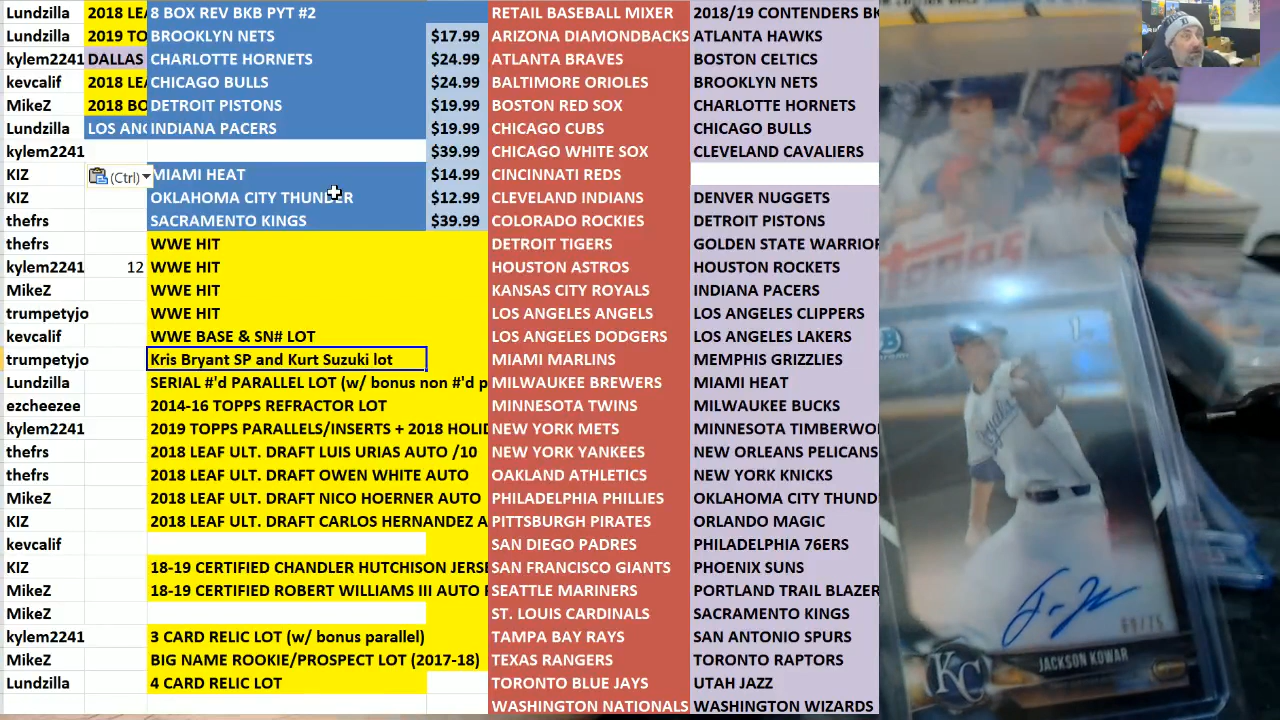 Lundzilla 2018 LEA 8 BOX REV BKB PYT #2 RETAIL BASEBALL MIXER 2018/19 CONTENDERS BK
Lundzilla 2019 TO BROOKLYN NETS $17.99 ARIZONA DIAMONDBACKS ATLANTA HAWKS
kylem2241 DALLAS CHARLOTTE HORNETS $24.99 ATLANTA BRAVES BOSTON CELTICS
kevcalif 2018 LEA CHICAGO BULLS $24.99 BALTIMORE ORIOLES BROOKLYN NETS
MikeZ 2018 BO DETROIT PISTONS $19.99 BOSTON RED SOX CHARLOTTE HORNETS
Lundzilla LOS ANG INDIANA PACERS $19.99 CHICAGO CUBS CHICAGO BULLS
kylem2241 $39.99 CHICAGO WHITE SOX CLEVELAND CAVALIERS
KIZ (Ctrl) MIAMI HEAT $14.99 CINCINNATI REDS
KIZ OKLAHOMA CITY THUNDER $12.99 CLEVELAND INDIANS DENVER NUGGETS
thefrs SACRAMENTO KINGS $39.99 COLORADO ROCKIES DETROIT PISTONS
thefrs WWE HIT DETROIT TIGERS GOLDEN STATE WARRIOR
kylem2241 12 WWE HIT HOUSTON ASTROS HOUSTON ROCKETS
MikeZ WWE HIT KANSAS CITY ROYALS INDIANA PACERS
trumpetyjo WWE HIT LOS ANGELES ANGELS LOS ANGELES CLIPPERS
kevcalif WWE BASE & SN# LOT LOS ANGELES DODGERS LOS ANGELES LAKERS
trumpetyjo Kris Bryant SP and Kurt Suzuki lot MIAMI MARLINS MEMPHIS GRIZZLIES
Lundzilla SERIAL #'d PARALLEL LOT (w/ bonus non #'d p MILWAUKEE BREWERS MIAMI HEAT
ezcheezee 2014-16 TOPPS REFRACTOR LOT MINNESOTA TWINS MILWAUKEE BUCKS
kylem2241 2019 TOPPS PARALLELS/INSERTS + 2018 HOLID NEW YORK METS MINNESOTA TIMBERWO
thefrs 2018 LEAF ULT. DRAFT LUIS URIAS AUTO /10 NEW YORK YANKEES NEW ORLEANS PELICANS
thefrs 2018 LEAF ULT. DRAFT OWEN WHITE AUTO OAKLAND ATHLETICS NEW YORK KNICKS
MikeZ 2018 LEAF ULT. DRAFT NICO HOERNER AUTO PHILADELPHIA PHILLIES OKLAHOMA CITY THUND
KIZ 2018 LEAF ULT. DRAFT CARLOS HERNANDEZ A PITTSBURGH PIRATES ORLANDO MAGIC
kevcalif SAN DIEGO PADRES PHILADELPHIA 76ERS
KIZ 18-19 CERTIFIED CHANDLER HUTCHISON JERSE SAN FRANCISCO GIANTS PHOENIX SUNS
MikeZ 18-19 CERTIFIED ROBERT WILLIAMS III AUTO SEATTLE MARINERS PORTLAND TRAIL BLAZER
MikeZ ST. LOUIS CARDINALS SACRAMENTO KINGS
kylem2241 3 CARD RELIC LOT (w/ bonus parallel) TAMPA BAY RAYS SAN ANTONIO SPURS
MikeZ BIG NAME ROOKIE/PROSPECT LOT (2017-18) TEXAS RANGERS TORONTO RAPTORS
Lundzilla 4 CARD RELIC LOT TORONTO BLUE JAYS UTAH JAZZ
WASHINGTON NATIONALS WASHINGTON WIZARDS
topps
1st
Royals
KC
JACKSON KOWAR